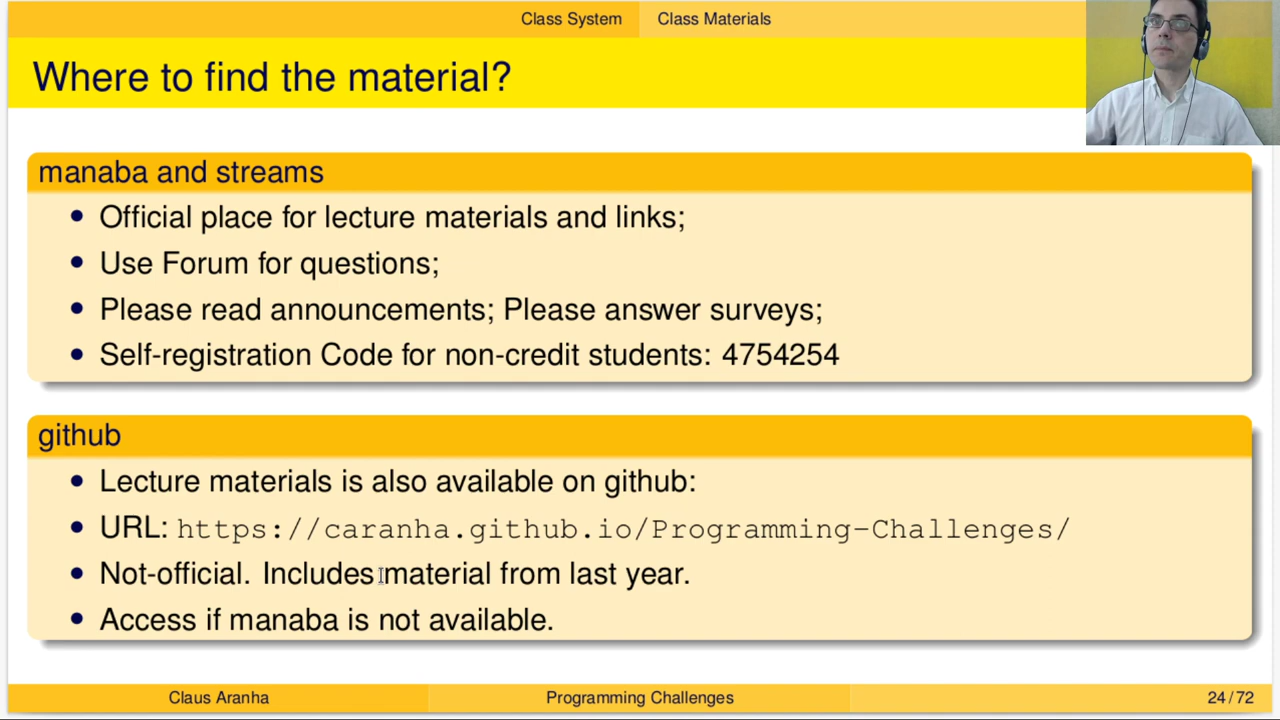 Class System
Class Materials
Where to find the material?
manaba and streams
Official place for lecture materials and links;
Use Forum for questions;
Please read announcements; Please answer surveys;
Self-registration Code for non-credit students: 4754254
github
Lecture materials is also available on github:
URL: https://caranha.github.io/Programming-Challenges/
Not-official. Includes material from last year.
Access if manaba is not available.
Claus Aranha
Programming Challenges
24/72